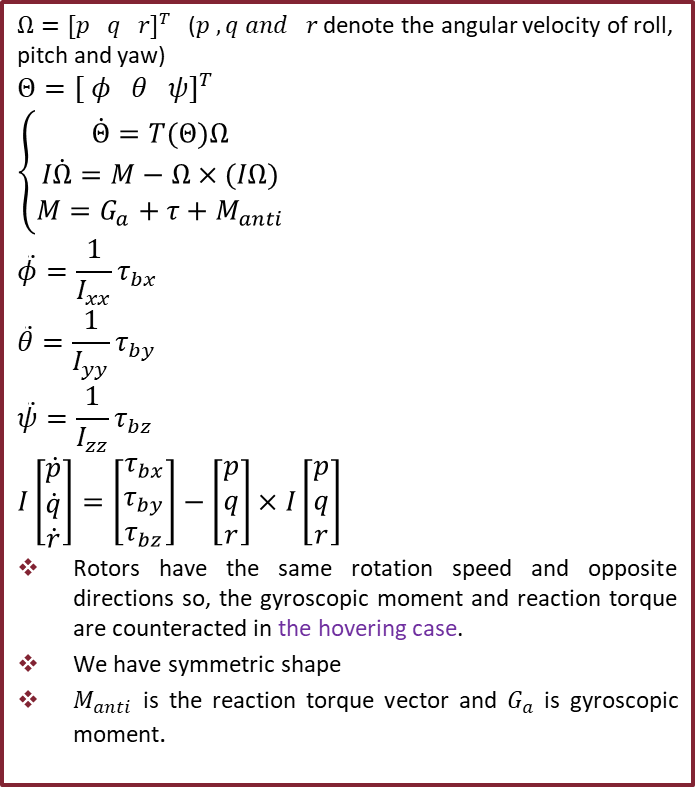 Ω = [p q r]ᵀ (p , q and r denote the angular velocity of roll,
pitch and yaw)
Θ = [ ϕ θ ψ]ᵀ
{ Θ̇ = T(Θ)Ω
IΩ̇ = M − Ω × (IΩ)
M = Gₐ + τ + M_anti
ϕ̈ = 1/I_xx τ_bx
θ̈ = 1/I_yy τ_by
ψ̈ = 1/I_zz τ_bz
I [ṗ q̇ ṙ] = [τ_bx τ_by τ_bz] − [p q r] × I [p q r]
❖ Rotors have the same rotation speed and opposite
directions so, the gyroscopic moment and reaction torque
are counteracted in the hovering case.
❖ We have symmetric shape
❖ M_anti is the reaction torque vector and Gₐ is gyroscopic
moment.